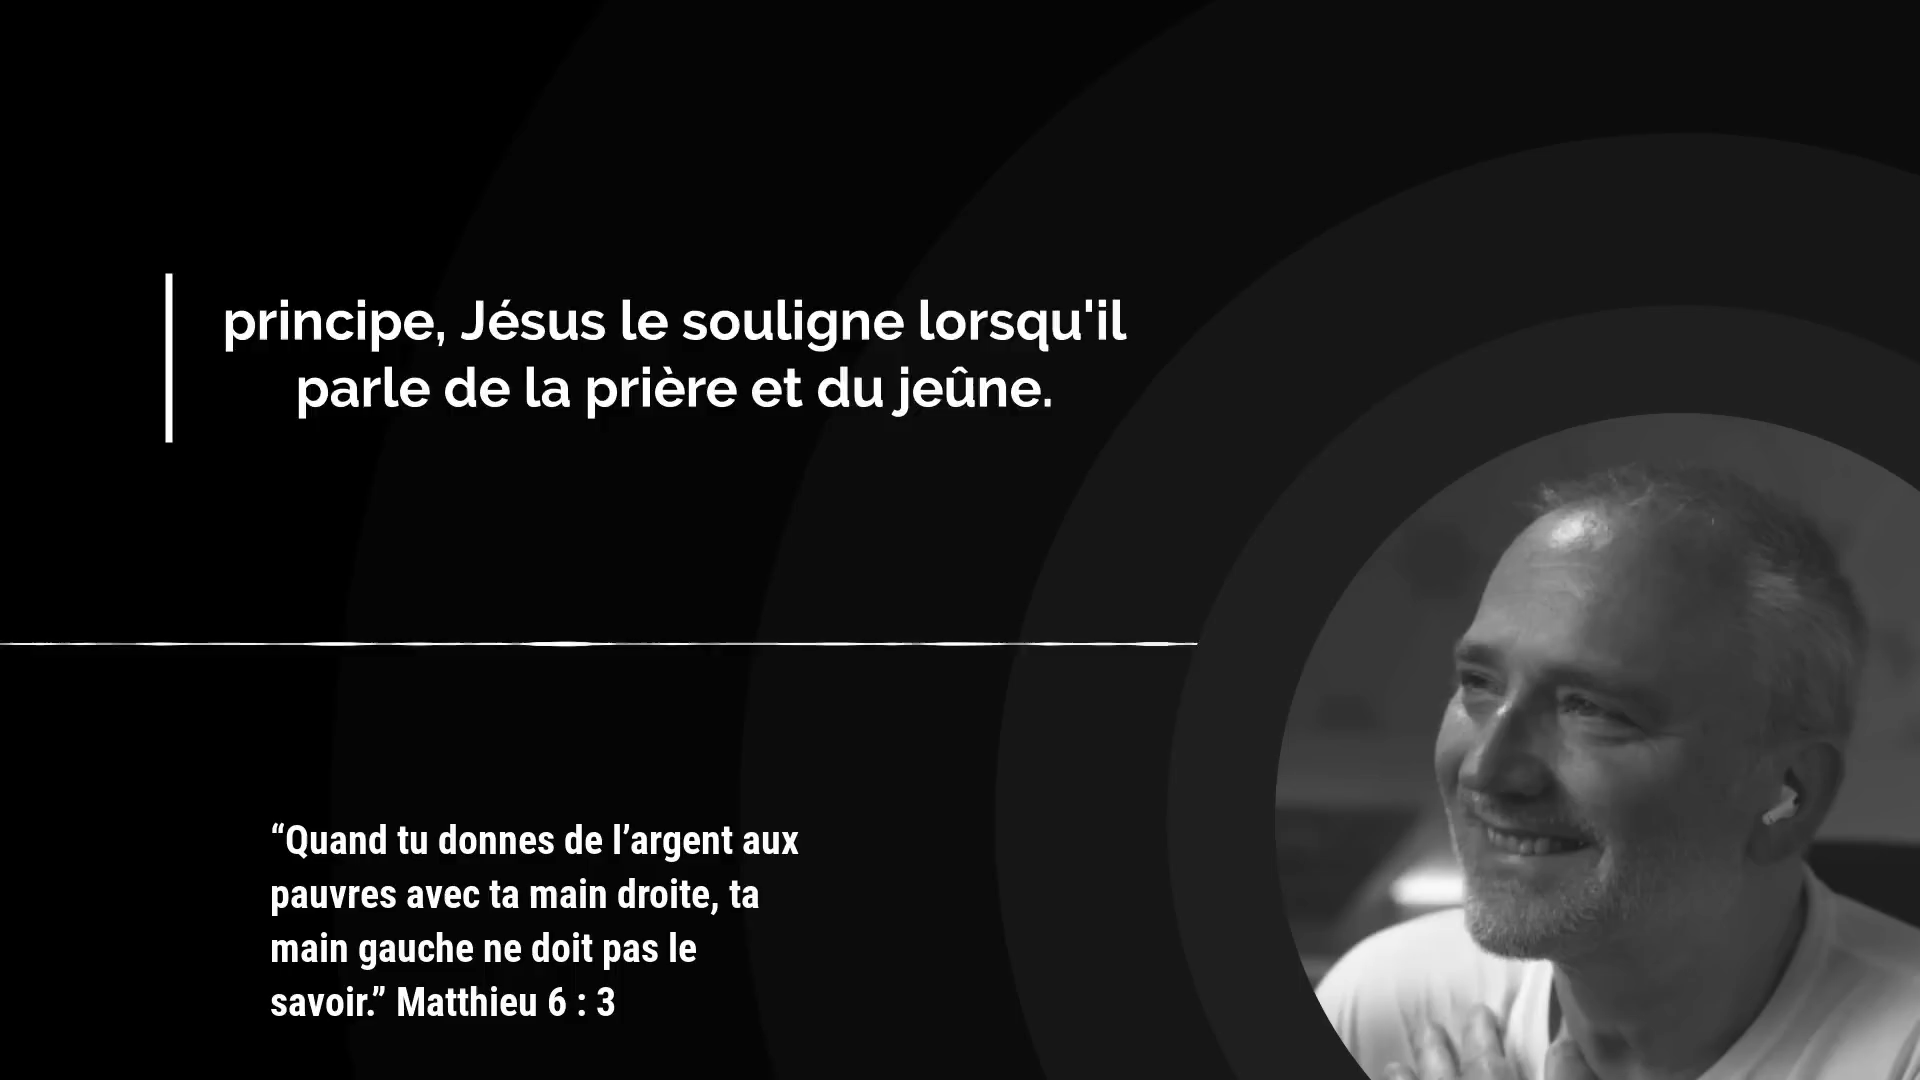 principe, Jésus le souligne lorsqu'il
parle de la prière et du jeûne.
“Quand tu donnes de l’argent aux
pauvres avec ta main droite, ta
main gauche ne doit pas le
savoir.” Matthieu 6 : 3